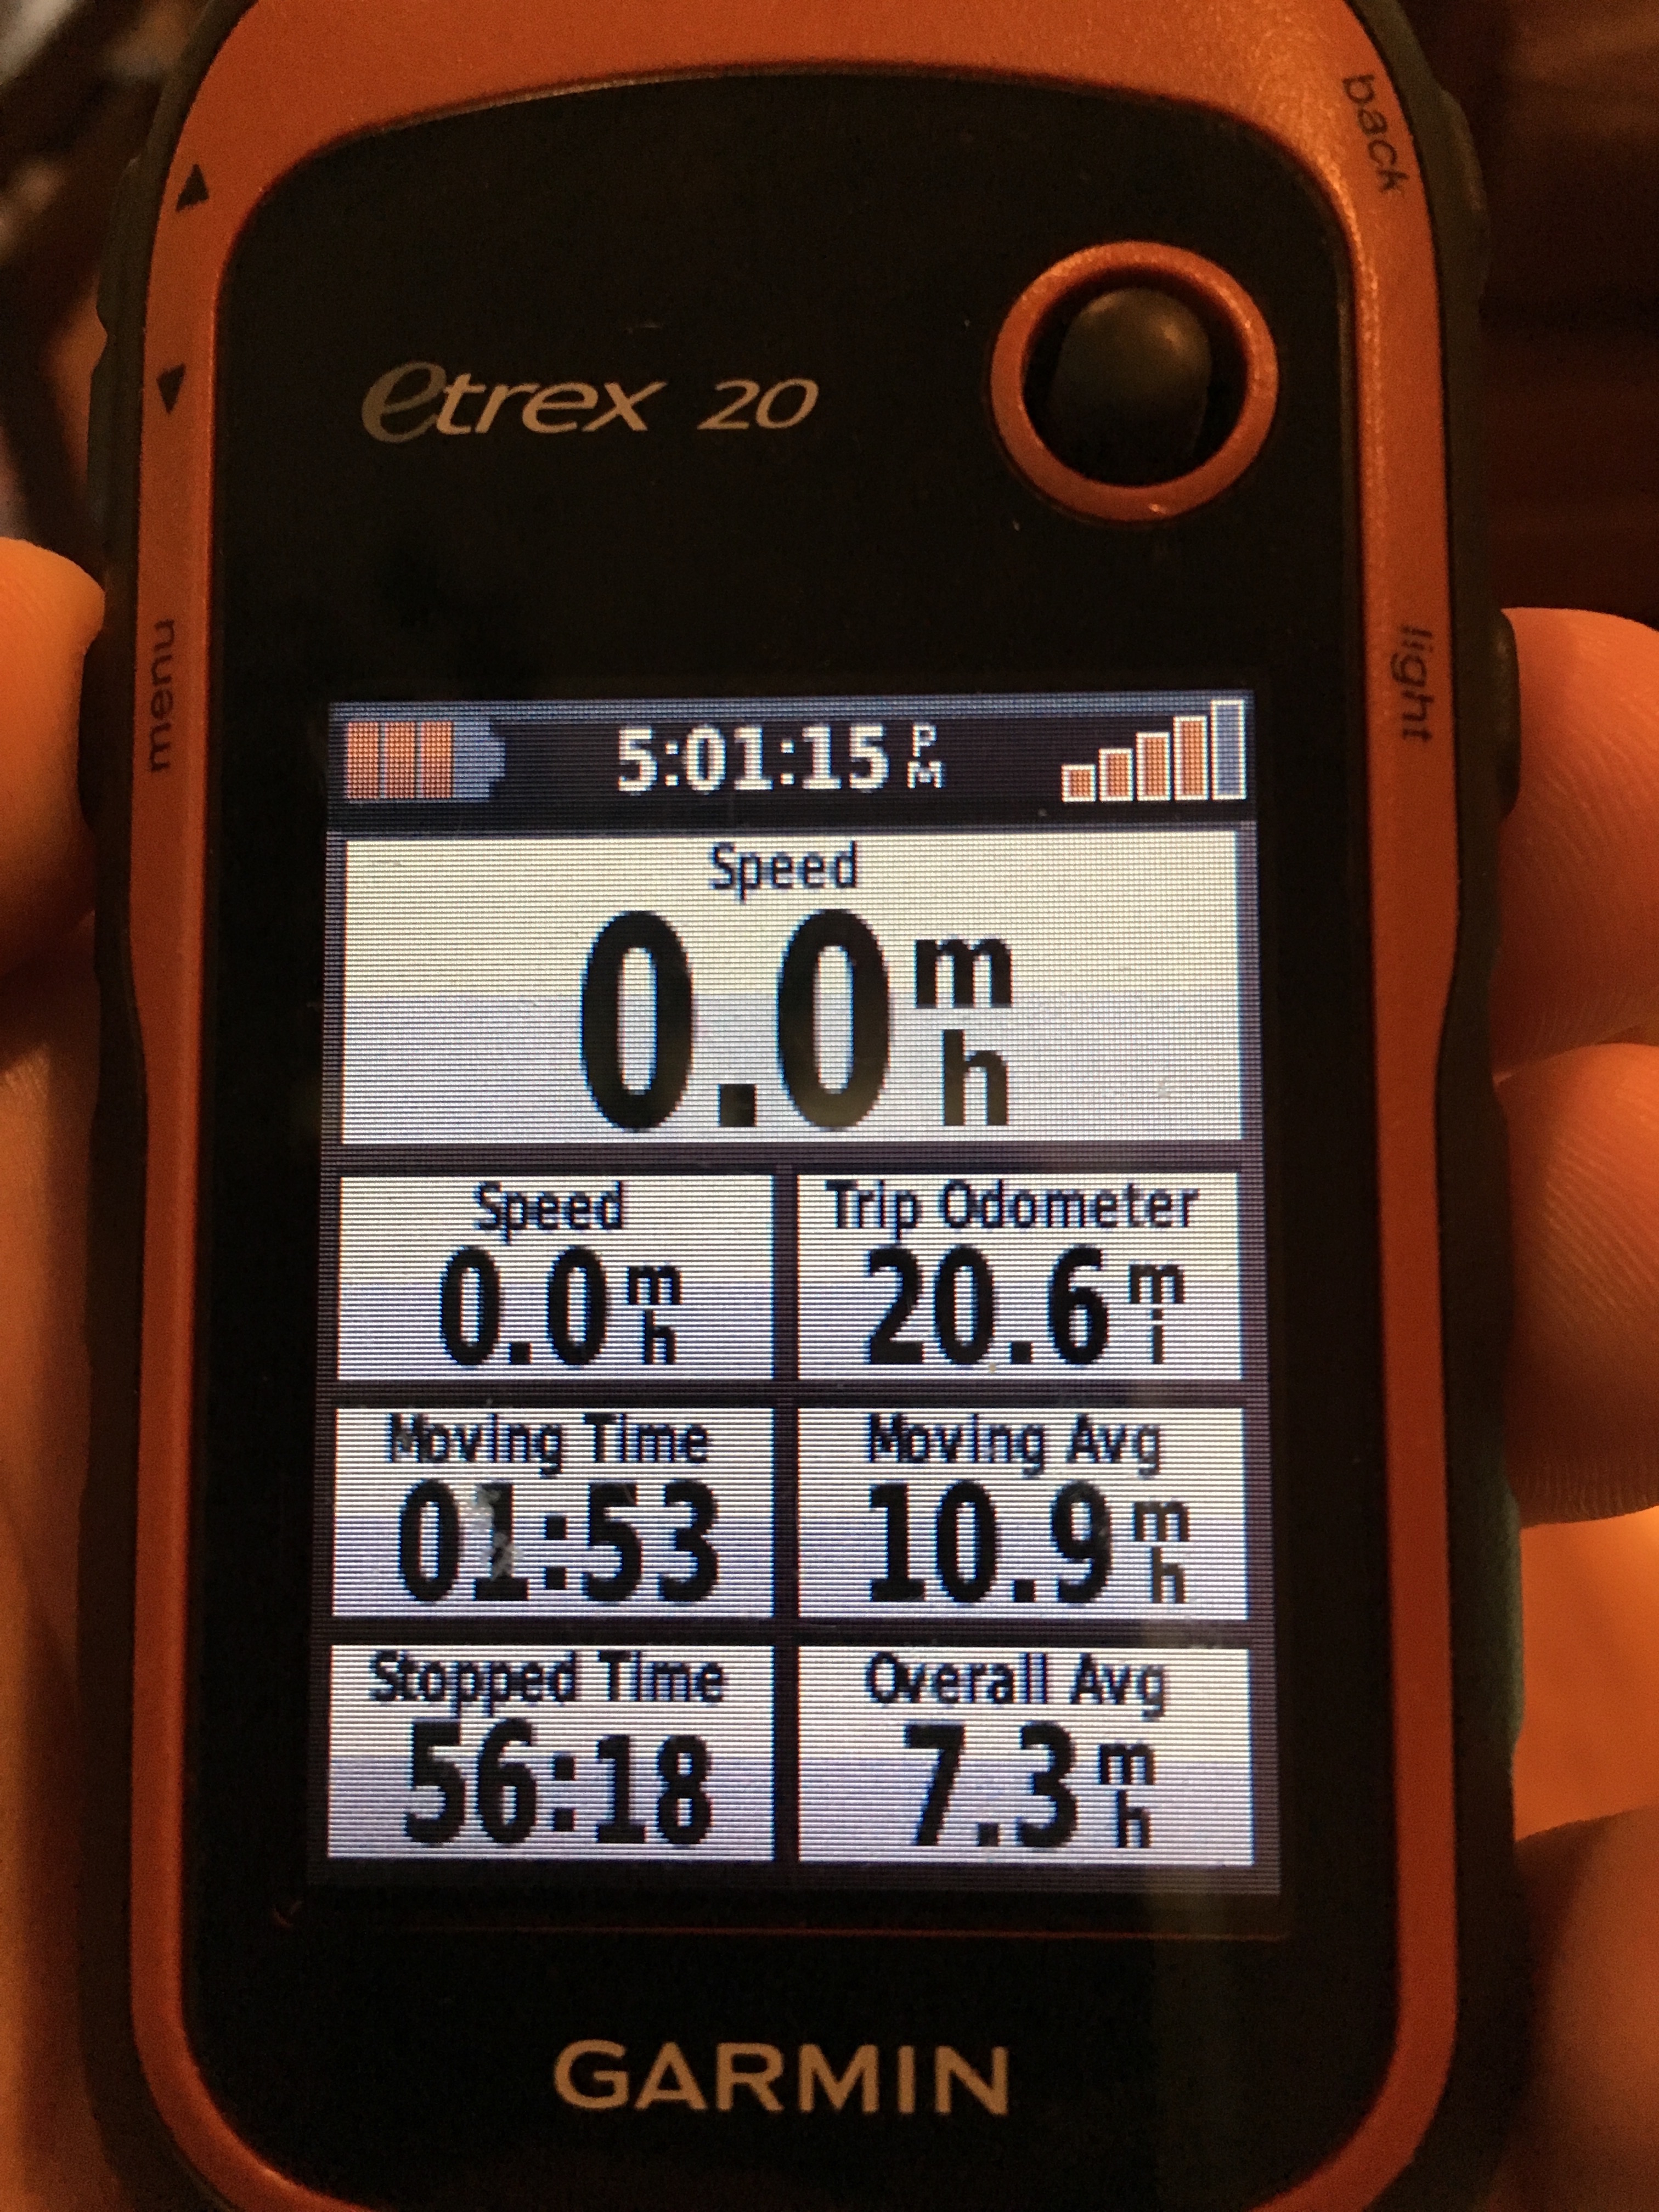 back
etrex 20
menu
light
5:01:15 PM
Speed
0.0 mh
Speed
0.0 mh
Trip Odometer
20.6 mi
Moving Time
01:53
Moving Avg
10.9 mh
Stopped Time
56:18
Overall Avg
7.3 mh
GARMIN